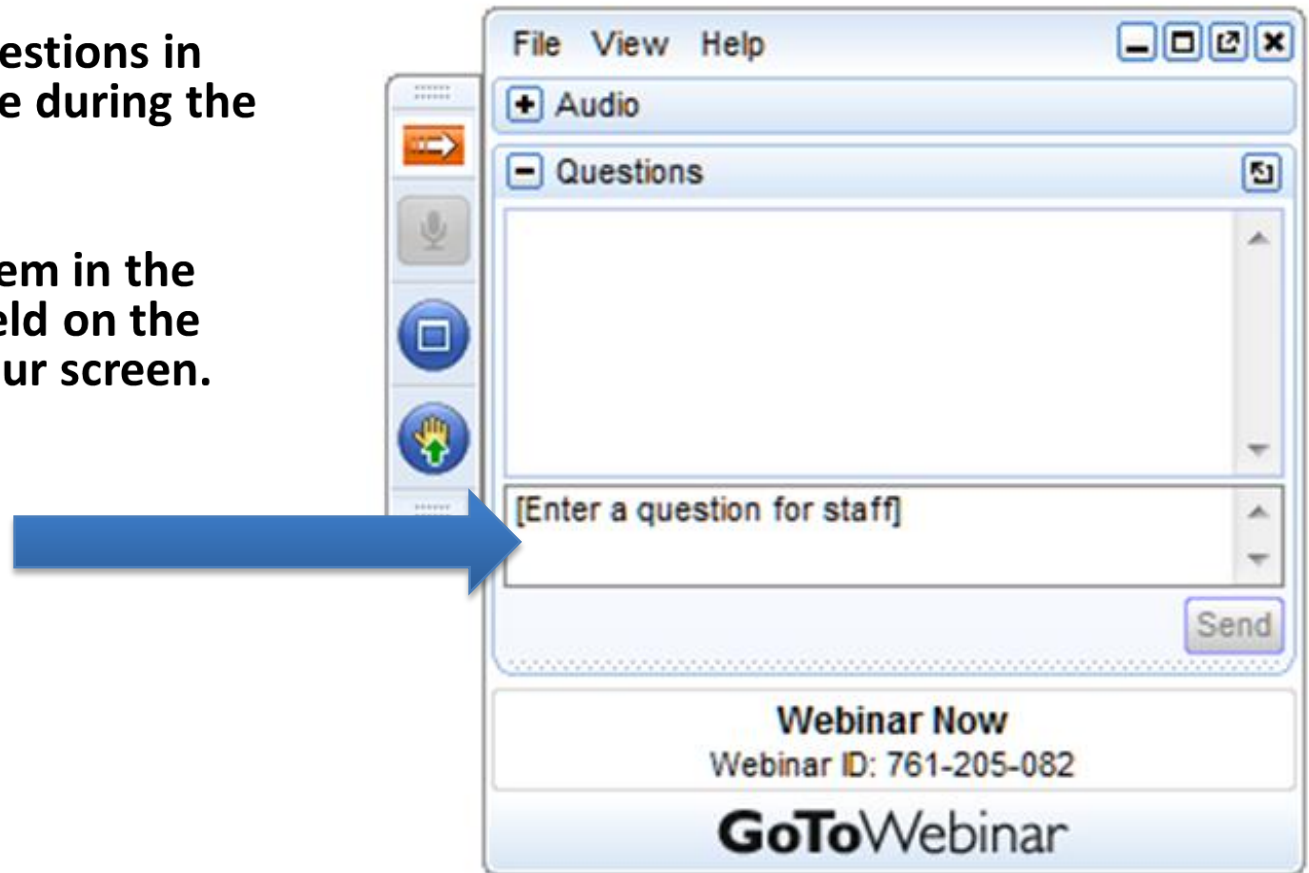 estions in
e during the
em in the
eld on the
ur screen.
File View Help
Audio
Questions
[Enter a question for staff]
Send
Webinar Now
Webinar ID: 761-205-082
GoToWebinar